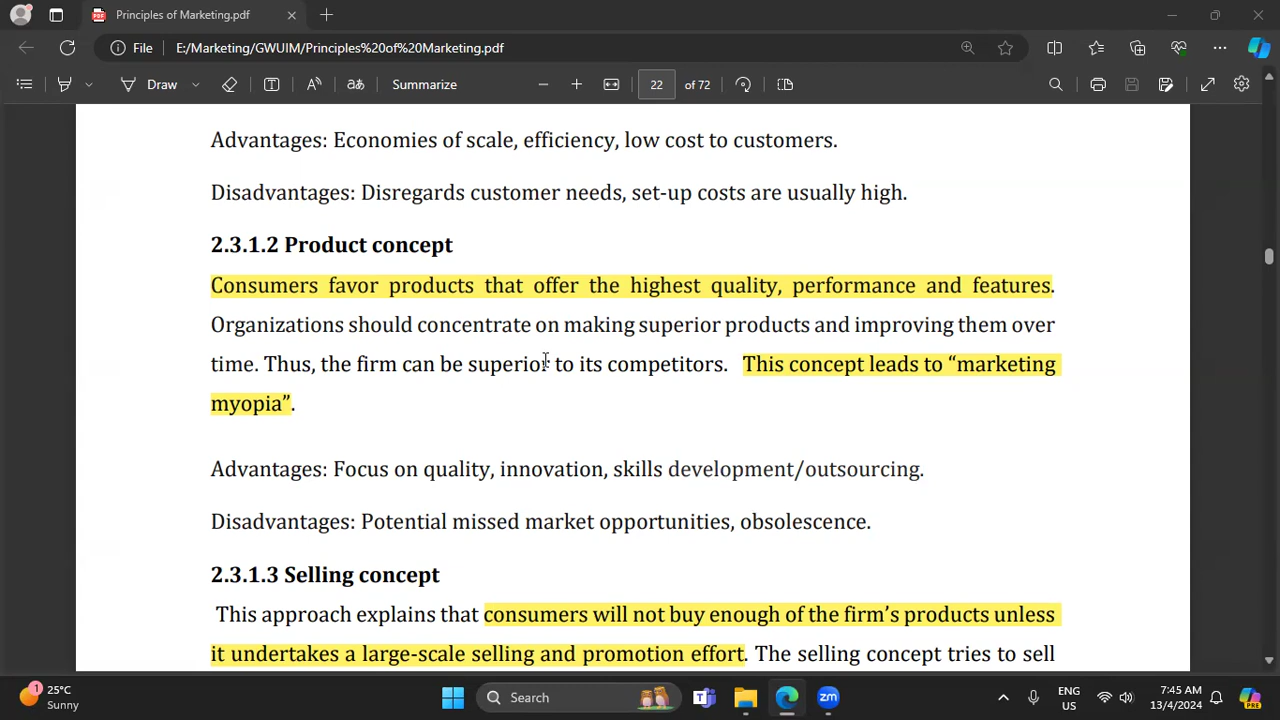 Principles of Marketing.pdf
File E:/Marketing/GWUIM/Principles%20of%20Marketing.pdf
Draw aあ Summarize 22 of 72
Advantages: Economies of scale, efficiency, low cost to customers.
Disadvantages: Disregards customer needs, set-up costs are usually high.
2.3.1.2 Product concept
Consumers favor products that offer the highest quality, performance and features.
Organizations should concentrate on making superior products and improving them over
time. Thus, the firm can be superior to its competitors. This concept leads to “marketing
myopia”.
Advantages: Focus on quality, innovation, skills development/outsourcing.
Disadvantages: Potential missed market opportunities, obsolescence.
2.3.1.3 Selling concept
This approach explains that consumers will not buy enough of the firm’s products unless
it undertakes a large-scale selling and promotion effort. The selling concept tries to sell
1 25°C
Sunny
Search
zm
ENG
US
7:45 AM
13/4/2024
PRE